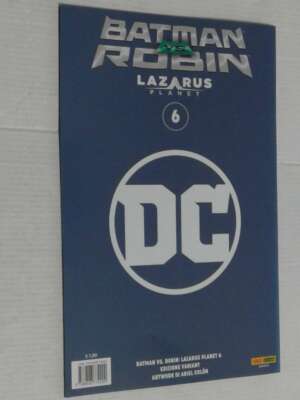 BATMAN
VS.
ROBIN
LAZARUS
PLANET
6
DC
BATMAN VS. ROBIN: LAZARUS PLANET 6
EDIZIONE VARIANT
ARTWORK DI ARIEL COLÓN